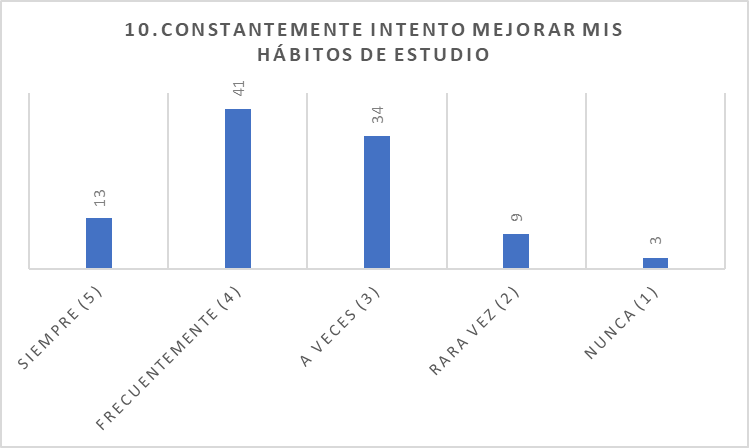 10.CONSTANTEMENTE INTENTO MEJORAR MIS
HÁBITOS DE ESTUDIO
13
41
34
9
3
SIEMPRE (5)
FRECUENTEMENTE (4)
A VECES (3)
RARA VEZ (2)
NUNCA (1)